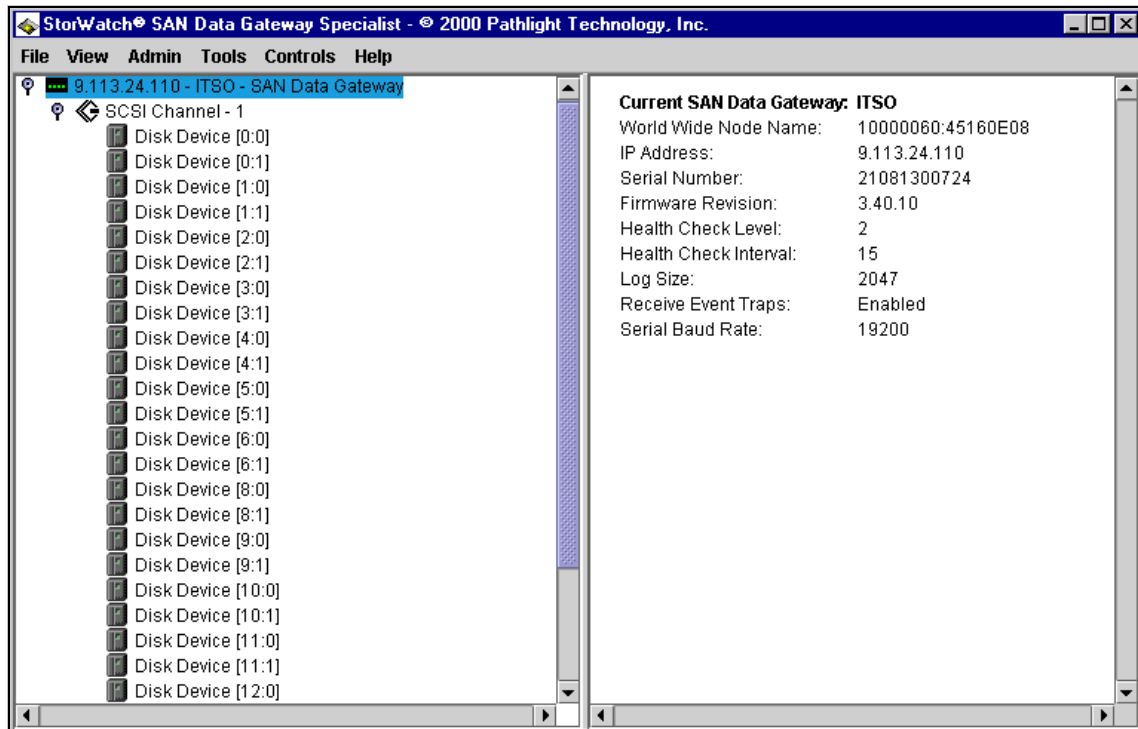 StorWatch® SAN Data Gateway Specialist - © 2000 Pathlight Technology, Inc.
File View Admin Tools Controls Help
9.113.24.110 - ITSO - SAN Data Gateway
SCSI Channel - 1
Disk Device [0:0]
Disk Device [0:1]
Disk Device [1:0]
Disk Device [1:1]
Disk Device [2:0]
Disk Device [2:1]
Disk Device [3:0]
Disk Device [3:1]
Disk Device [4:0]
Disk Device [4:1]
Disk Device [5:0]
Disk Device [5:1]
Disk Device [6:0]
Disk Device [6:1]
Disk Device [8:0]
Disk Device [8:1]
Disk Device [9:0]
Disk Device [9:1]
Disk Device [10:0]
Disk Device [10:1]
Disk Device [11:0]
Disk Device [11:1]
Disk Device [12:0]
Current SAN Data Gateway: ITSO
World Wide Node Name: 10000060:45160E08
IP Address: 9.113.24.110
Serial Number: 21081300724
Firmware Revision: 3.40.10
Health Check Level: 2
Health Check Interval: 15
Log Size: 2047
Receive Event Traps: Enabled
Serial Baud Rate: 19200